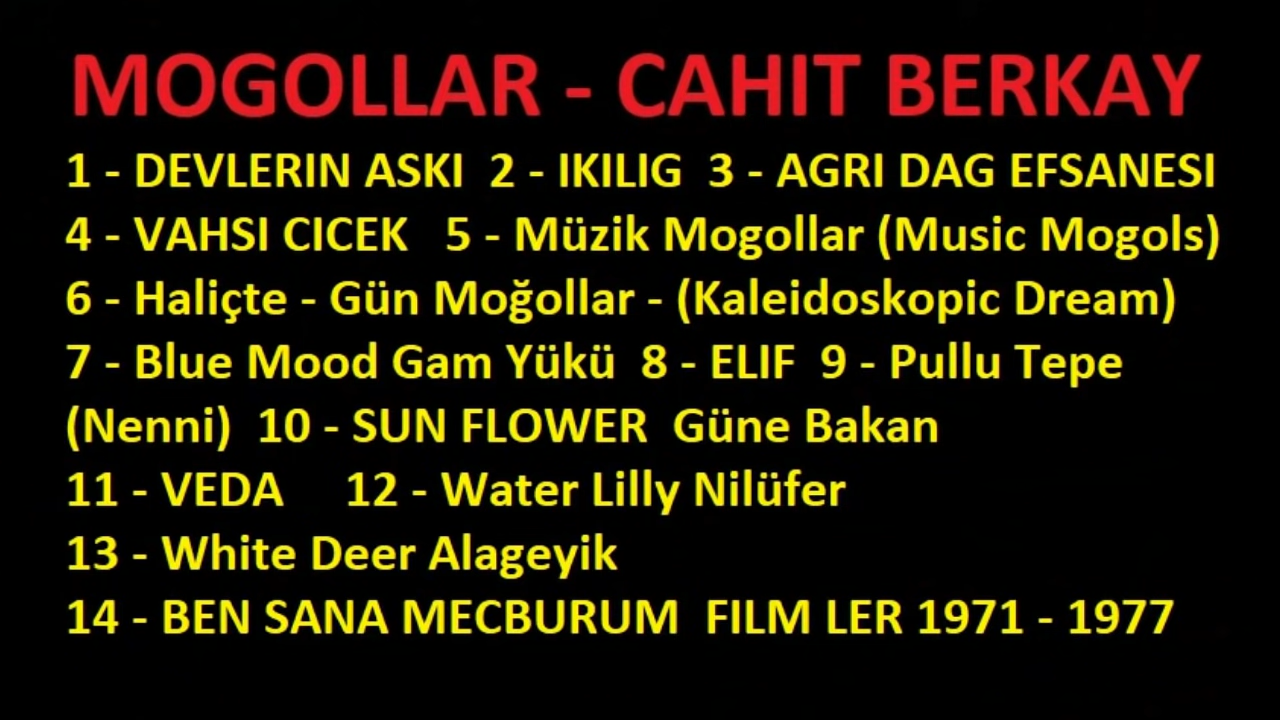 MOGOLLAR - CAHIT BERKAY
1 - DEVLERIN ASKI 2 - IKILIG 3 - AGRI DAG EFSANESI
4 - VAHSI CICEK 5 - Müzik Mogollar (Music Mogols)
6 - Haliçte - Gün Moğollar - (Kaleidoskopic Dream)
7 - Blue Mood Gam Yükü 8 - ELIF 9 - Pullu Tepe
(Nenni) 10 - SUN FLOWER Güne Bakan
11 - VEDA 12 - Water Lilly Nilüfer
13 - White Deer Alageyik
14 - BEN SANA MECBURUM FILM LER 1971 - 1977